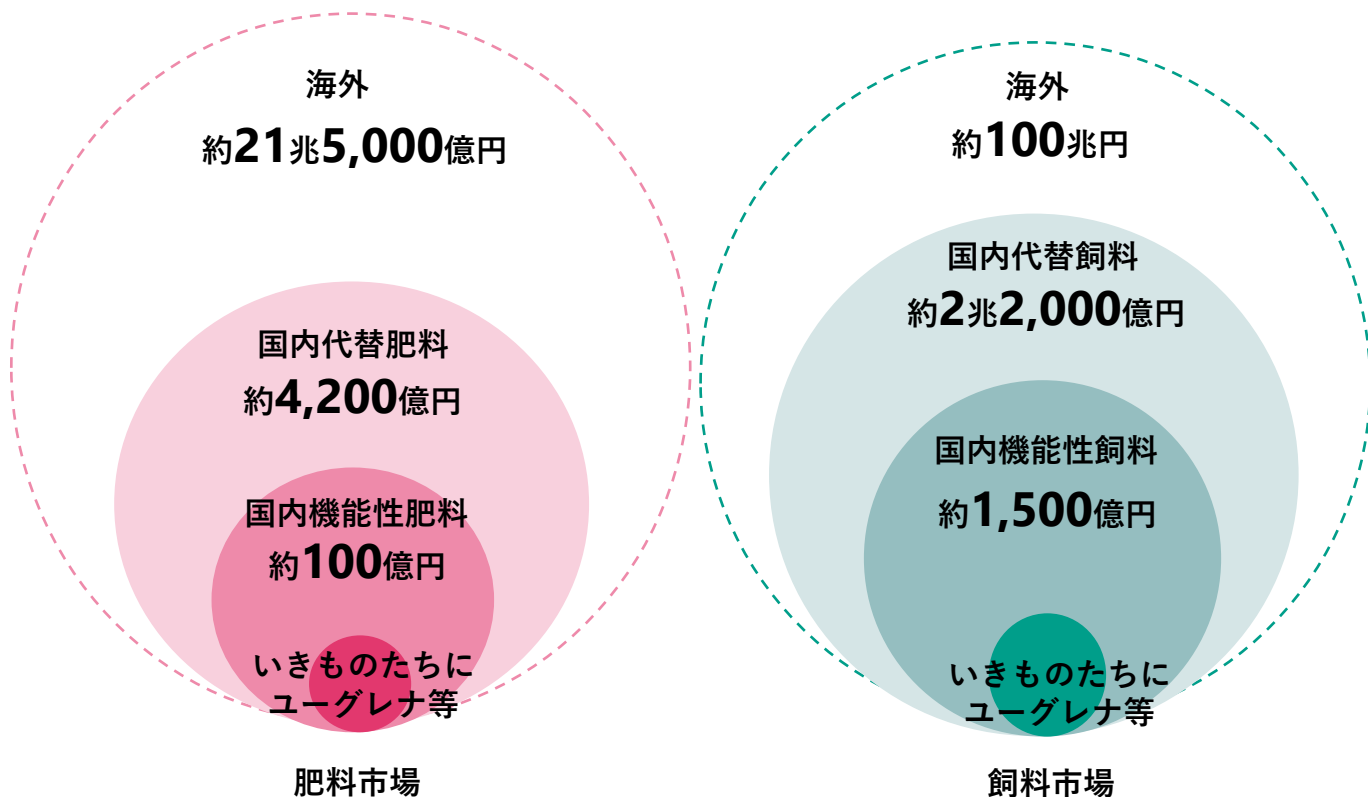 海外
約21兆5,000億円
国内代替肥料
約4,200億円
国内機能性肥料
約100億円
いきものたちに
ユーグレナ等
肥料市場
海外
約100兆円
国内代替飼料
約2兆2,000億円
国内機能性飼料
約1,500億円
いきものたちに
ユーグレナ等
飼料市場